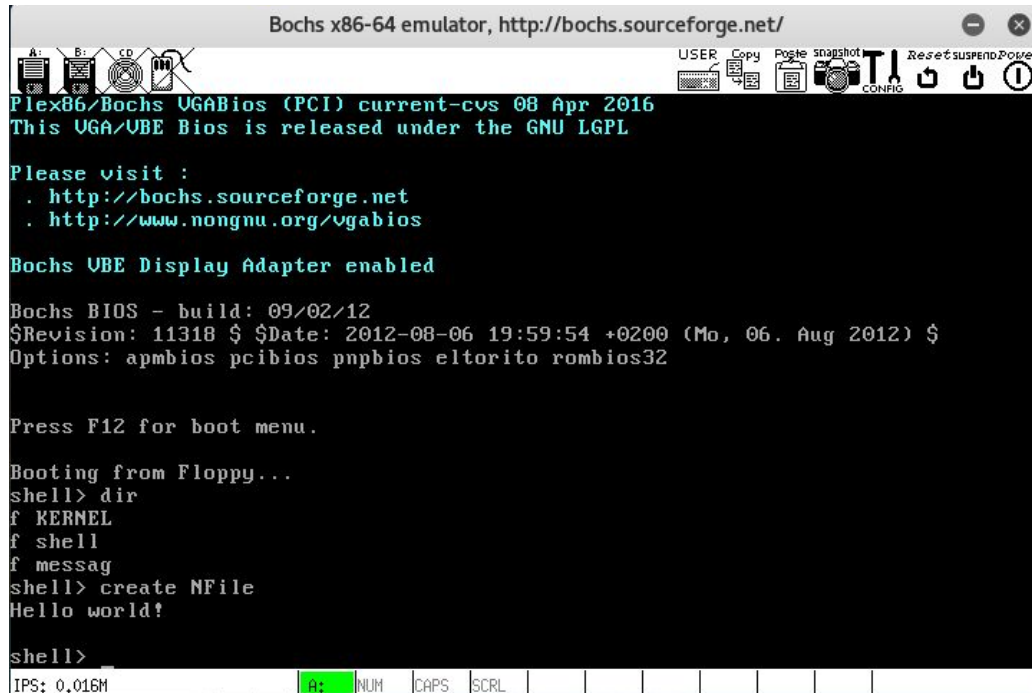 Bochs x86-64 emulator, http://bochs.sourceforge.net/
A: B: CD USER Copy Paste snapshot CONFIG Reset SUSPEND Power
Plex86/Bochs VGABios (PCI) current-cvs 08 Apr 2016
This VGA/VBE Bios is released under the GNU LGPL
Please visit :
. http://bochs.sourceforge.net
. http://www.nongnu.org/vgabios
Bochs VBE Display Adapter enabled
Bochs BIOS - build: 09/02/12
$Revision: 11318 $ $Date: 2012-08-06 19:59:54 +0200 (Mo, 06. Aug 2012) $
Options: apmbios pcibios pnpbios eltorito rombios32
Press F12 for boot menu.
Booting from Floppy...
shell> dir
f KERNEL
f shell
f messag
shell> create NFile
Hello world!
shell>
IPS: 0.016M A: NUM CAPS SCRL